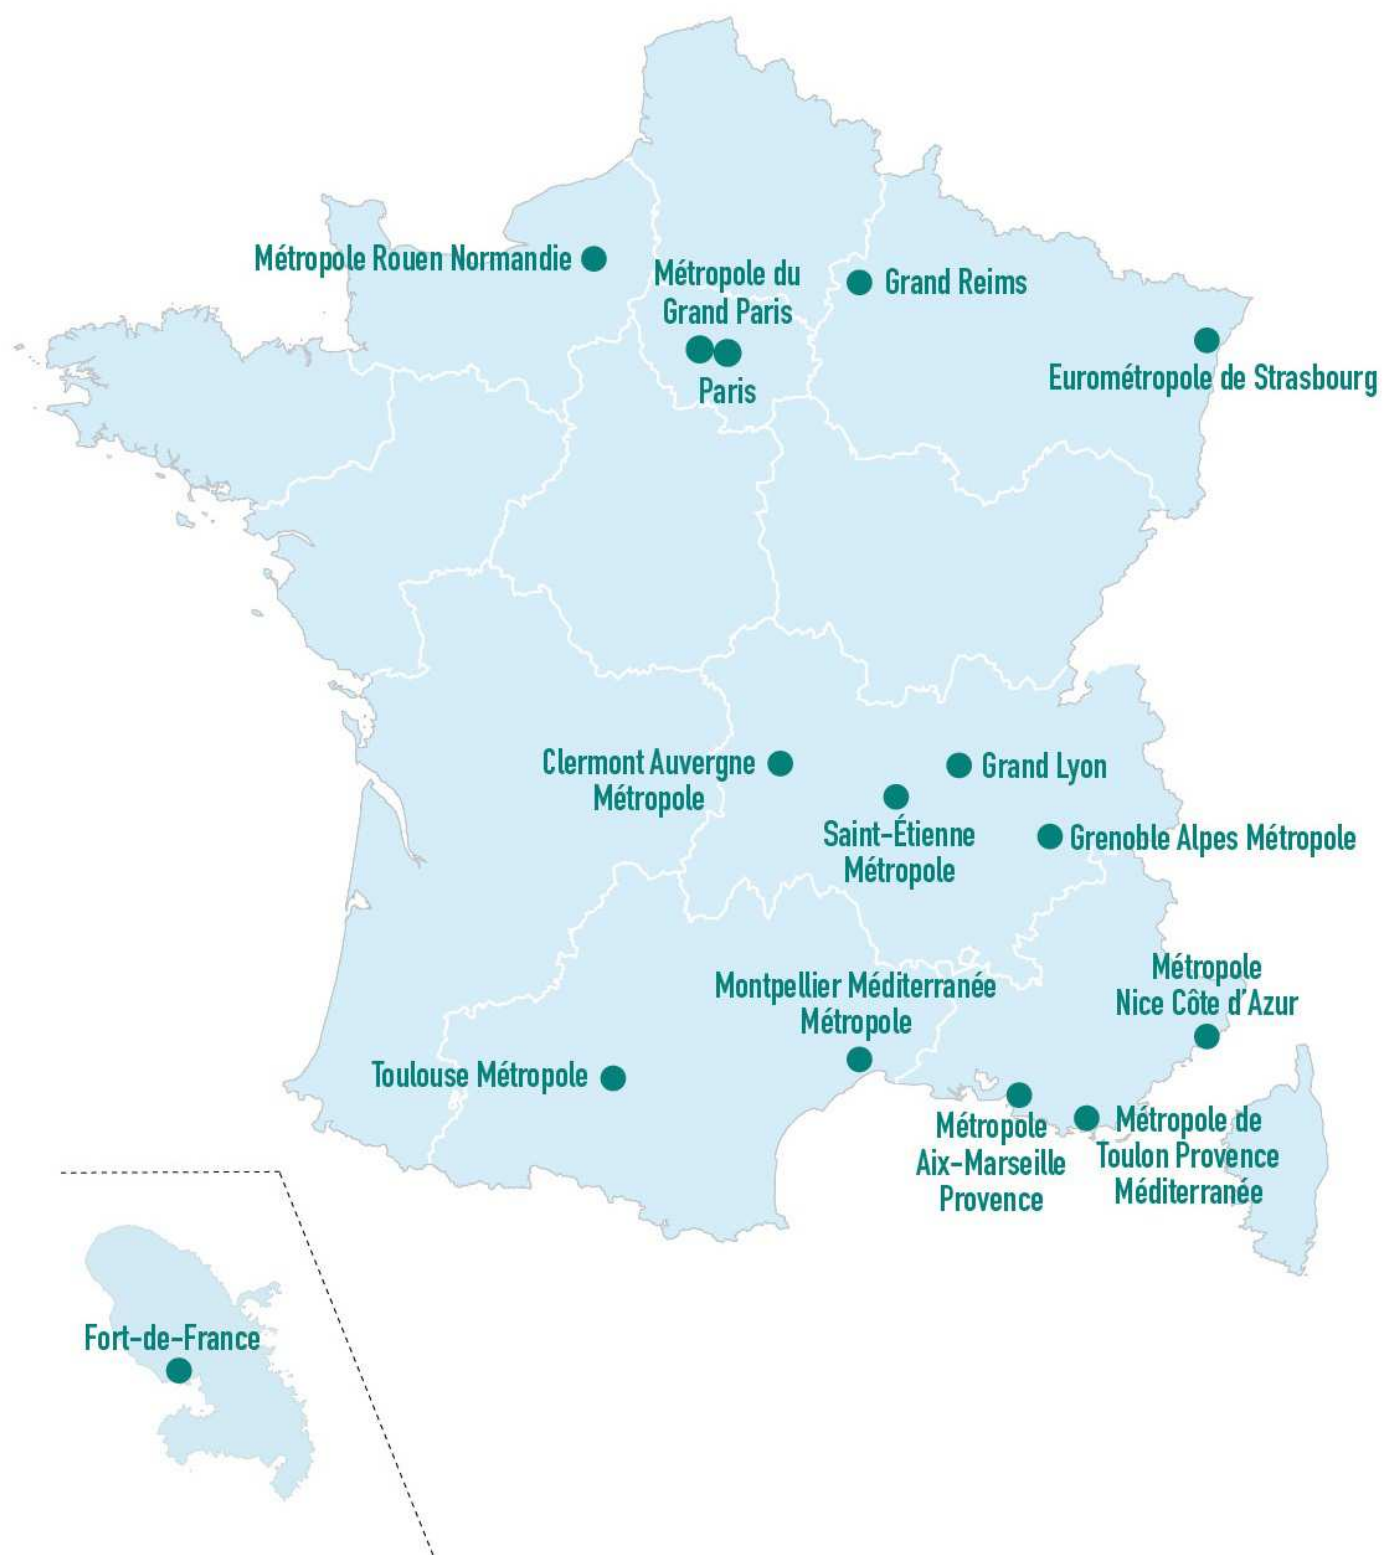 Métropole Rouen Normandie
Métropole du
Grand Paris
Grand Reims
Paris
Eurométropole de Strasbourg
Clermont Auvergne
Métropole
Grand Lyon
Saint-Étienne
Métropole
Grenoble Alpes Métropole
Métropole
Nice Côte d'Azur
Montpellier Méditerranée
Métropole
Toulouse Métropole
Métropole
Aix-Marseille
Provence
Métropole de
Toulon Provence
Méditerranée
Fort-de-France